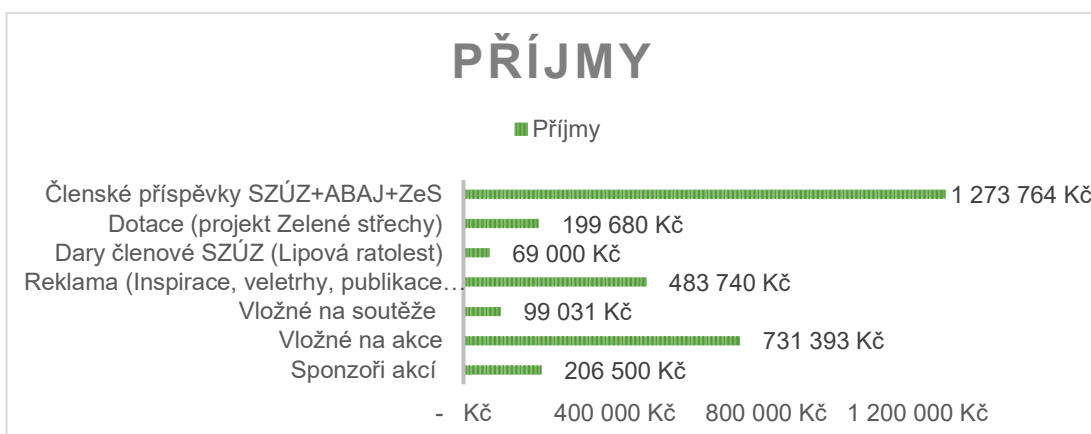 PŘÍJMY
Příjmy
Členské příspěvky SZÚZ+ABAJ+ZeS 1 273 764 Kč
Dotace (projekt Zelené střechy) 199 680 Kč
Dary členové SZÚZ (Lipová ratolest) 69 000 Kč
Reklama (Inspirace, veletrhy, publikace… 483 740 Kč
Vložné na soutěže 99 031 Kč
Vložné na akce 731 393 Kč
Sponzoři akcí 206 500 Kč
- Kč 400 000 Kč 800 000 Kč 1 200 000 Kč